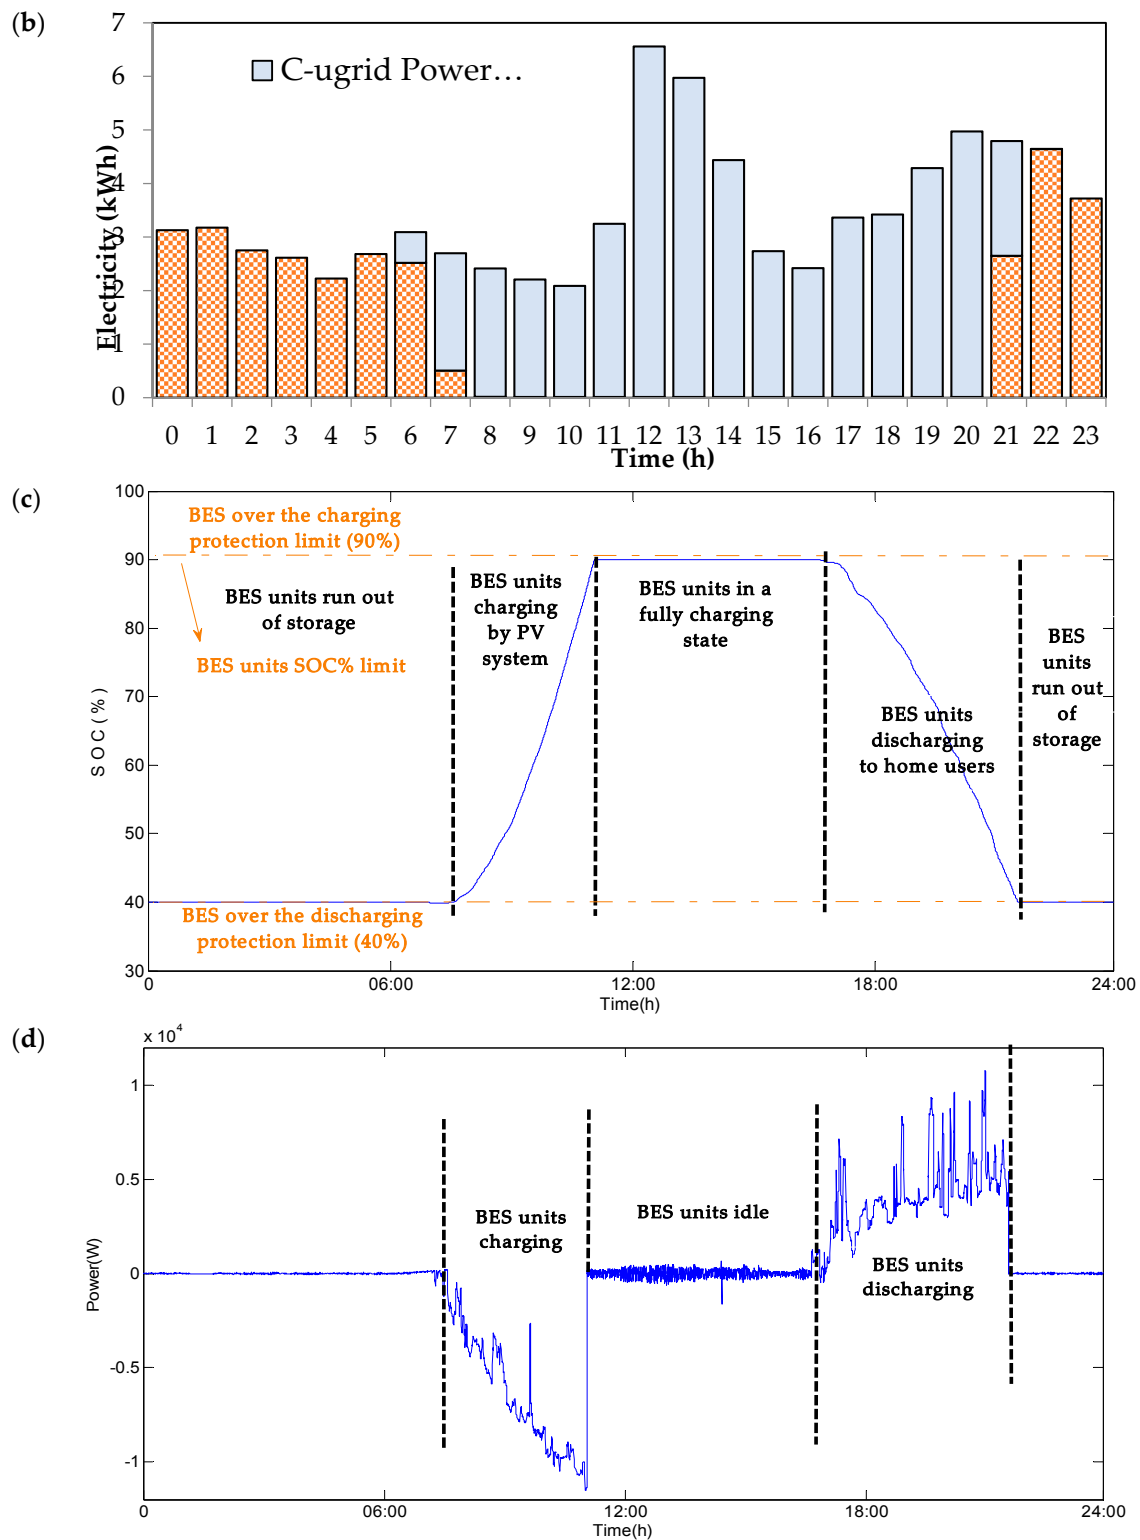 (b)
7
6
5
4
3
2
1
0
Electricity (kWh)
C-ugrid Power…
0 1 2 3 4 5 6 7 8 9 10 11 12 13 14 15 16 17 18 19 20 21 22 23
Time (h)
(c)
100
90
80
70
60
50
40
30
SOC(%)
BES over the charging
protection limit (90%)
BES units run out
of storage
BES units SOC% limit
BES units
charging
by PV
system
BES units in a
fully charging
state
BES units
discharging
to home users
BES
units
run out
of
storage
BES over the discharging
protection limit (40%)
0 06:00 12:00 18:00 24:00
Time(h)
(d)
x 10^4
1
0.5
0
-0.5
-1
Power(W)
BES units
charging
BES units idle
BES units
discharging
0 06:00 12:00 18:00 24:00
Time(h)